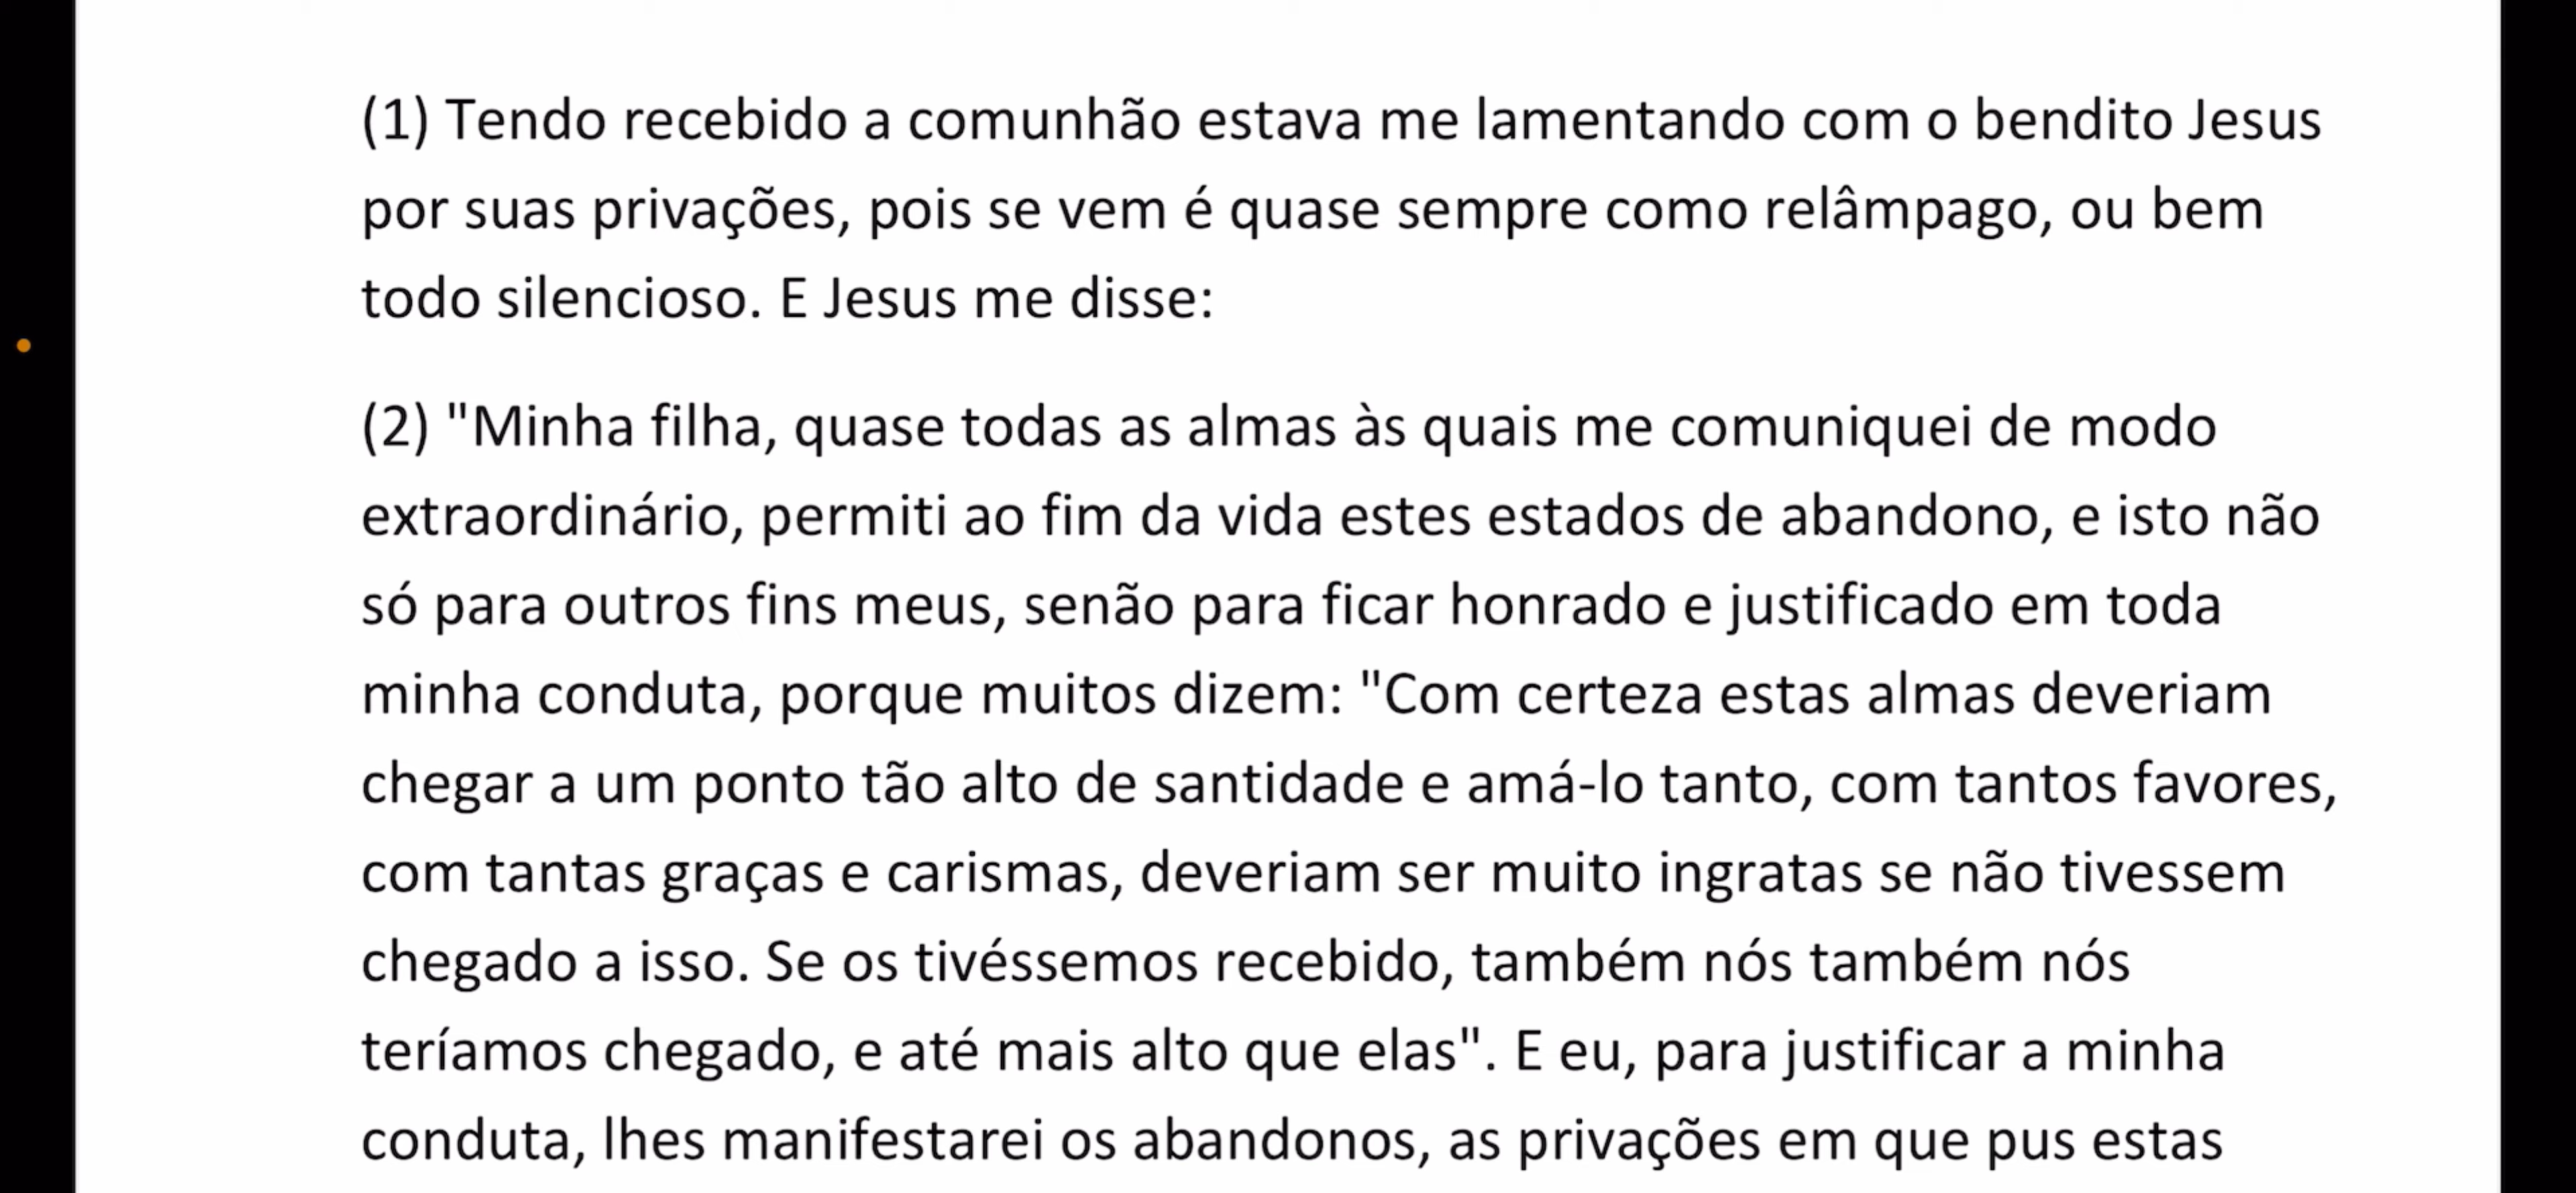 (1) Tendo recebido a comunhão estava me lamentando com o bendito Jesus
por suas privações, pois se vem é quase sempre como relâmpago, ou bem
todo silencioso. E Jesus me disse:
(2) "Minha filha, quase todas as almas às quais me comuniquei de modo
extraordinário, permiti ao fim da vida estes estados de abandono, e isto não
só para outros fins meus, senão para ficar honrado e justificado em toda
minha conduta, porque muitos dizem: "Com certeza estas almas deveriam
chegar a um ponto tão alto de santidade e amá-lo tanto, com tantos favores,
com tantas graças e carismas, deveriam ser muito ingratas se não tivessem
chegado a isso. Se os tivéssemos recebido, também nós também nós
teríamos chegado, e até mais alto que elas". E eu, para justificar a minha
conduta, lhes manifestarei os abandonos, as privações em que pus estas